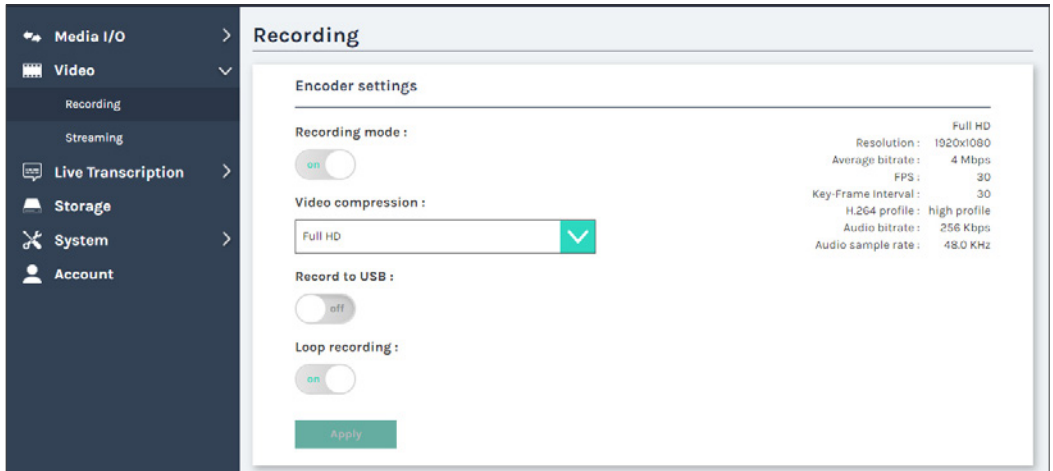 Media I/O
Video
Recording
Streaming
Live Transcription
Storage
System
Account
Recording
Encoder settings
Recording mode :
on
Video compression :
Full HD
Record to USB :
off
Loop recording :
on
Apply
Full HD
Resolution : 1920x1080
Average bitrate : 4 Mbps
FPS : 30
Key-Frame Interval : 30
H.264 profile : high profile
Audio bitrate : 256 Kbps
Audio sample rate : 48.0 KHz